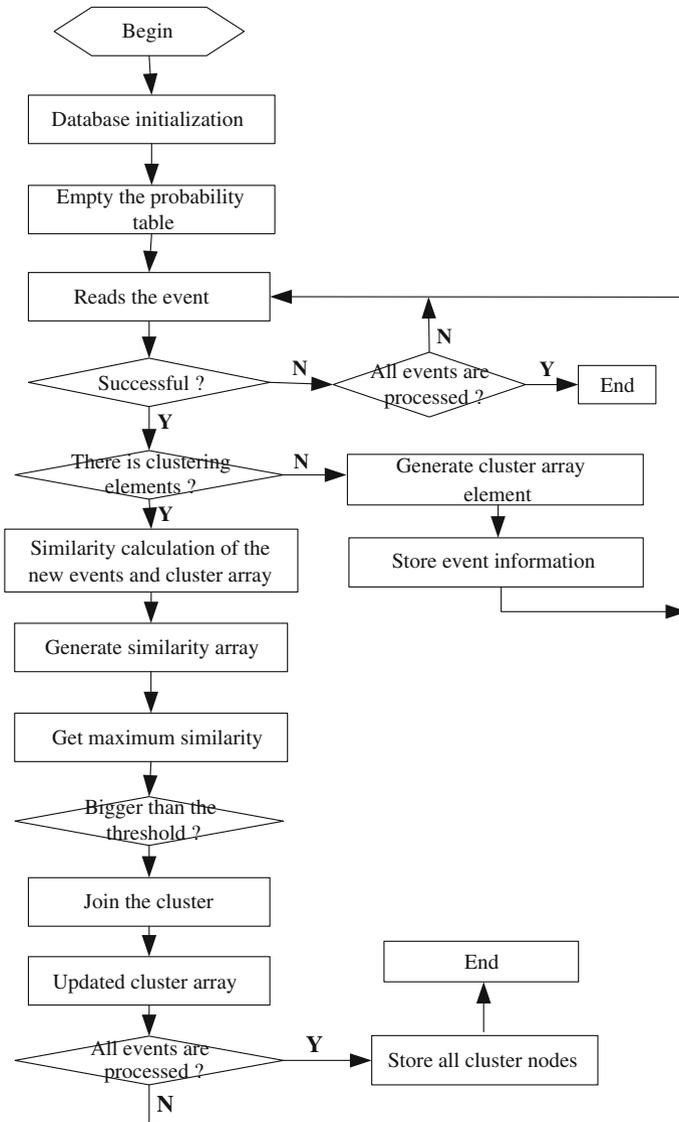 Begin
Database initialization
Empty the probability
table
Reads the event
N
Successful ?
N
All events are
processed ?
Y
End
Y
There is clustering
elements ?
N
Generate cluster array
element
Y
Similarity calculation of the
new events and cluster array
Store event information
Generate similarity array
Get maximum similarity
Bigger than the
threshold ?
Join the cluster
End
Updated cluster array
All events are
processed ?
Y
Store all cluster nodes
N